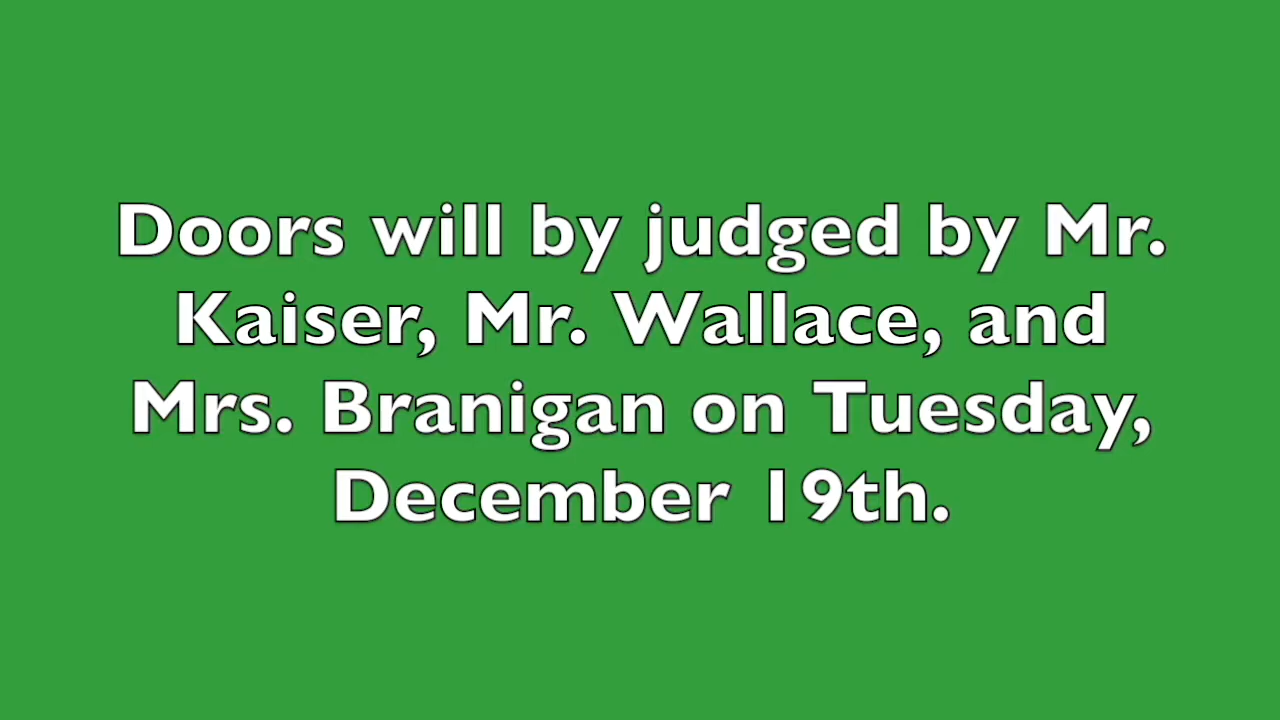 Doors will by judged by Mr.
Kaiser, Mr. Wallace, and
Mrs. Branigan on Tuesday,
December 19th.